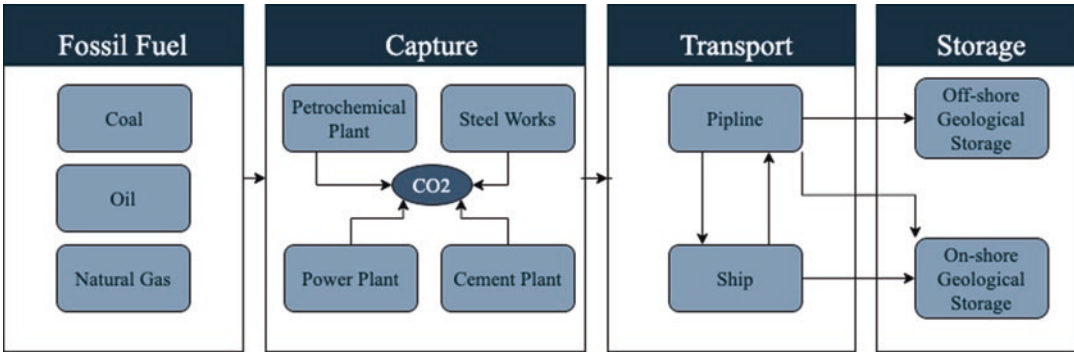 Fossil Fuel
Coal
Oil
Natural Gas
Capture
Petrochemical
Plant
Steel Works
CO2
Power Plant
Cement Plant
Transport
Pipline
Ship
Storage
Off-shore
Geological
Storage
On-shore
Geological
Storage